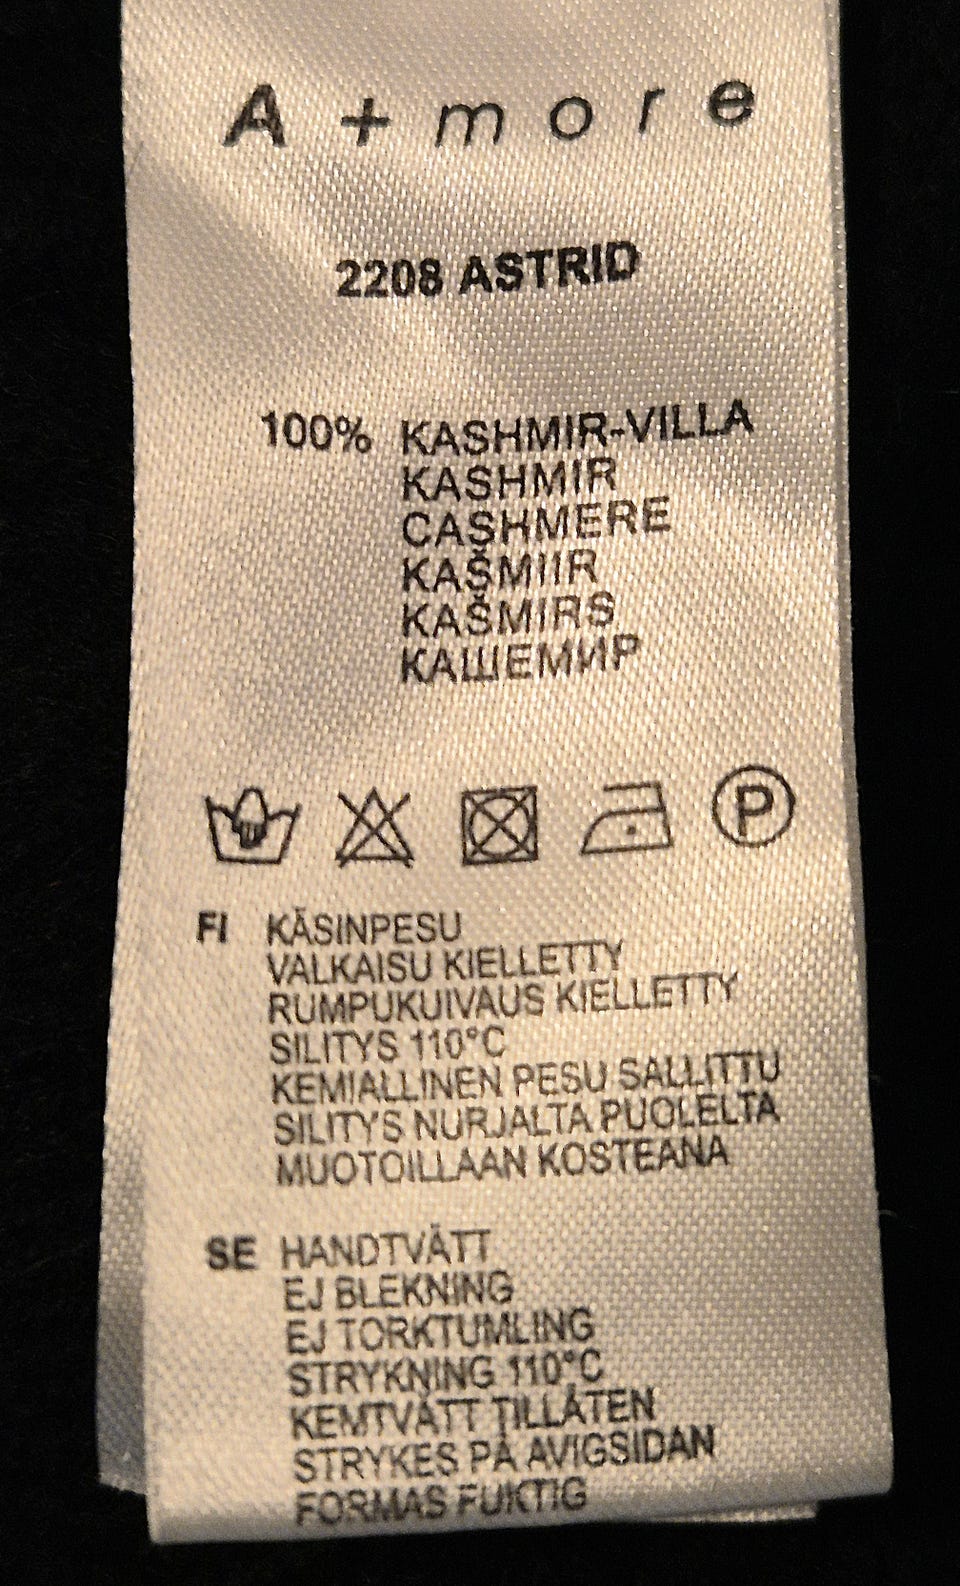 A + more
2208 ASTRID
100% KASHMIR-VILLA
KASHMIR
CASHMERE
KAŠMIIR
KAŠMIRS
КАШЕМИР
P
FI KÄSINPESU
VALKAISU KIELLETTY
RUMPUKUIVAUS KIELLETTY
SILITYS 110°C
KEMIALLINEN PESU SALLITTU
SILITYS NURJALTA PUOLELTA
MUOTOILLAAN KOSTEANA
SE HANDTVÄTT
EJ BLEKNING
EJ TORKTUMLING
STRYKNING 110°C
KEMTVÄTT TILLÅTEN
STRYKES PÅ AVIGSIDAN
FORMAS FUKTIG